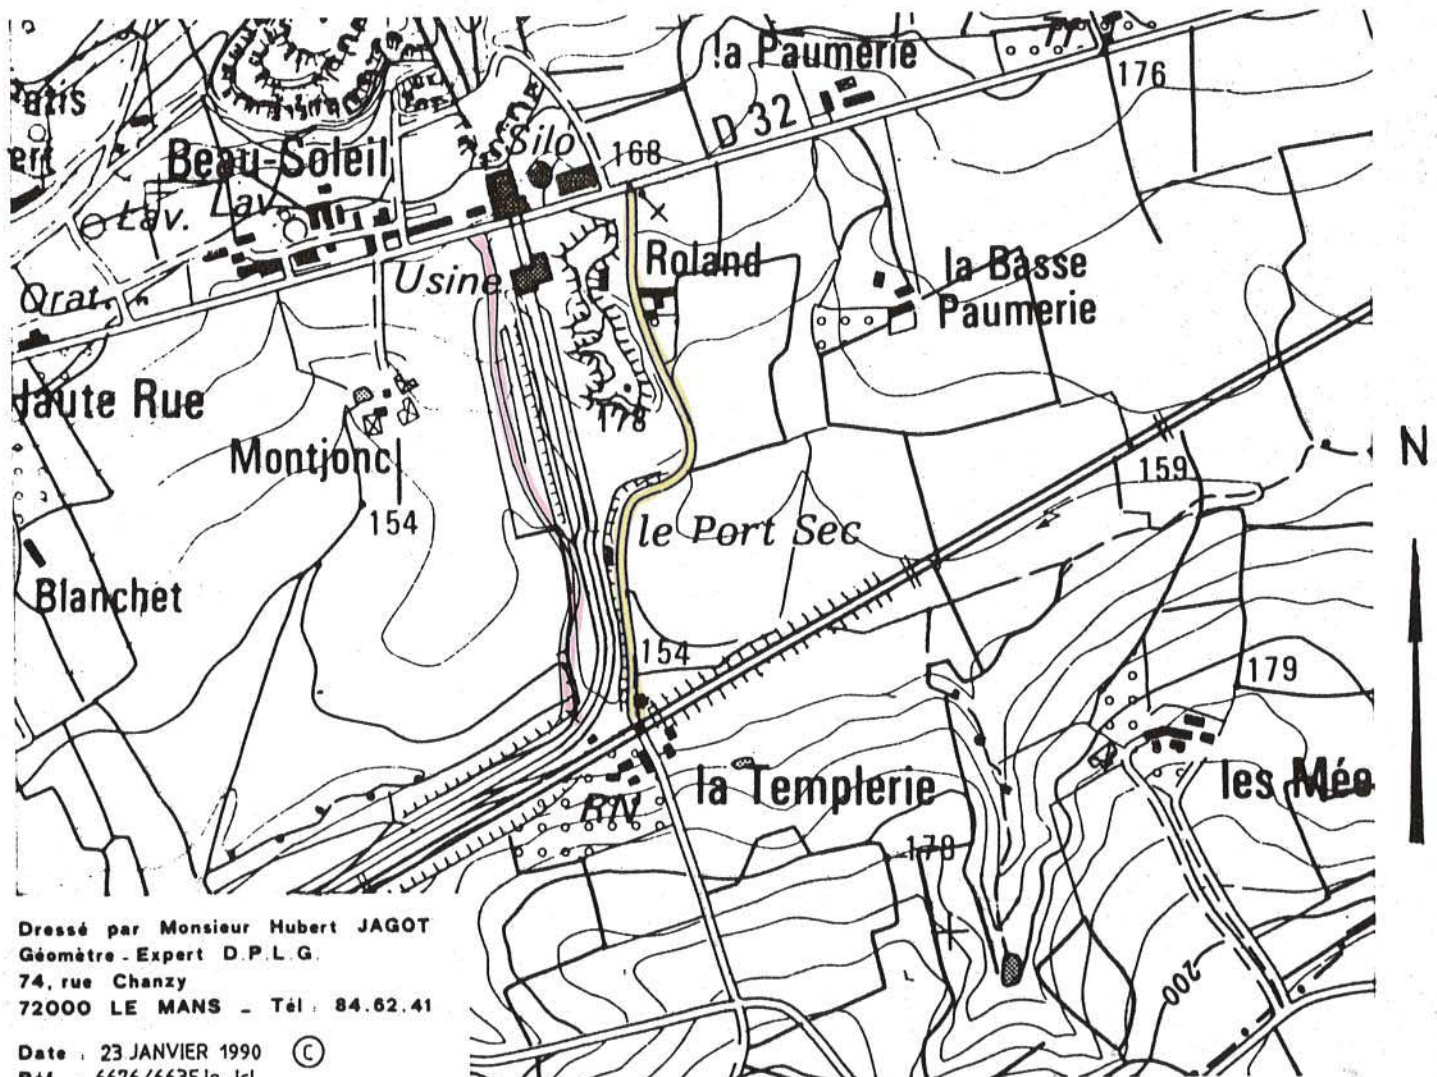 la Paumerie
176
D 32
Silo
168
Beau-Soleil
Lav.
Lav
Usine
Roland
la Basse
Paumerie
Orat.
Haute Rue
178
Montjonc
N
159
154
le Port Sec
Blanchet
154
179
la Templerie
les Mée
RN
178
200
Dressé par Monsieur Hubert JAGOT
Géomètre - Expert D.P.L.G.
74, rue Chanzy
72000 LE MANS - Tél : 84.62.41
Date : 23 JANVIER 1990 ©